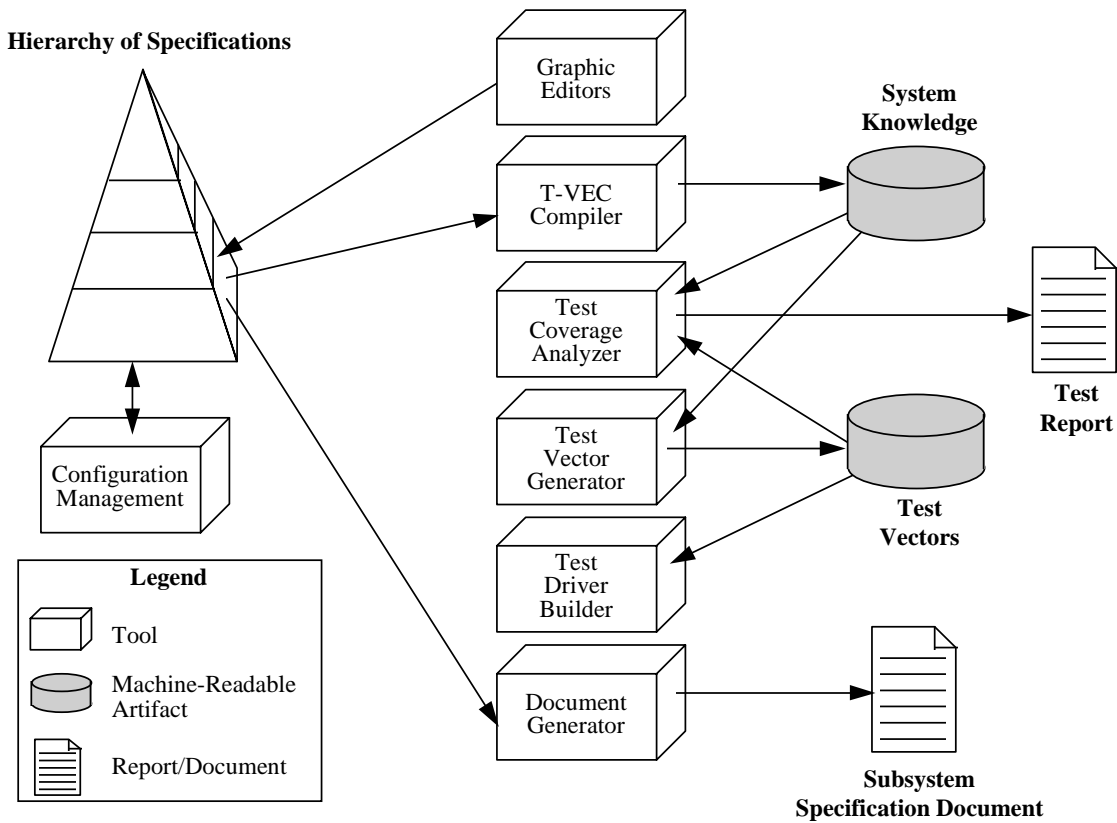 Hierarchy of Specifications
Graphic
Editors
System
Knowledge
T-VEC
Compiler
Test
Coverage
Analyzer
Test
Report
Configuration
Management
Test
Vector
Generator
Test
Vectors
Test
Driver
Builder
Legend
Tool
Machine-Readable
Artifact
Report/Document
Document
Generator
Subsystem
Specification Document